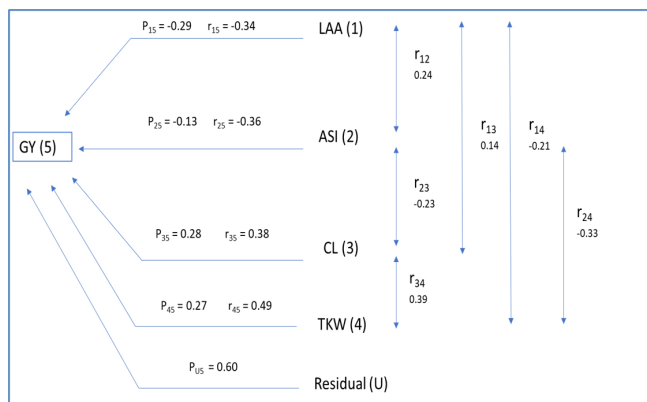 P15 = -0.29 r15 = -0.34 LAA (1)
r12
0.24
P25 = -0.13 r25 = -0.36 ASI (2)
r13
0.14
r14
-0.21
GY (5)
r23
-0.23
r24
-0.33
P35 = 0.28 r35 = 0.38 CL (3)
r34
0.39
P45 = 0.27 r45 = 0.49 TKW (4)
PU5 = 0.60
Residual (U)